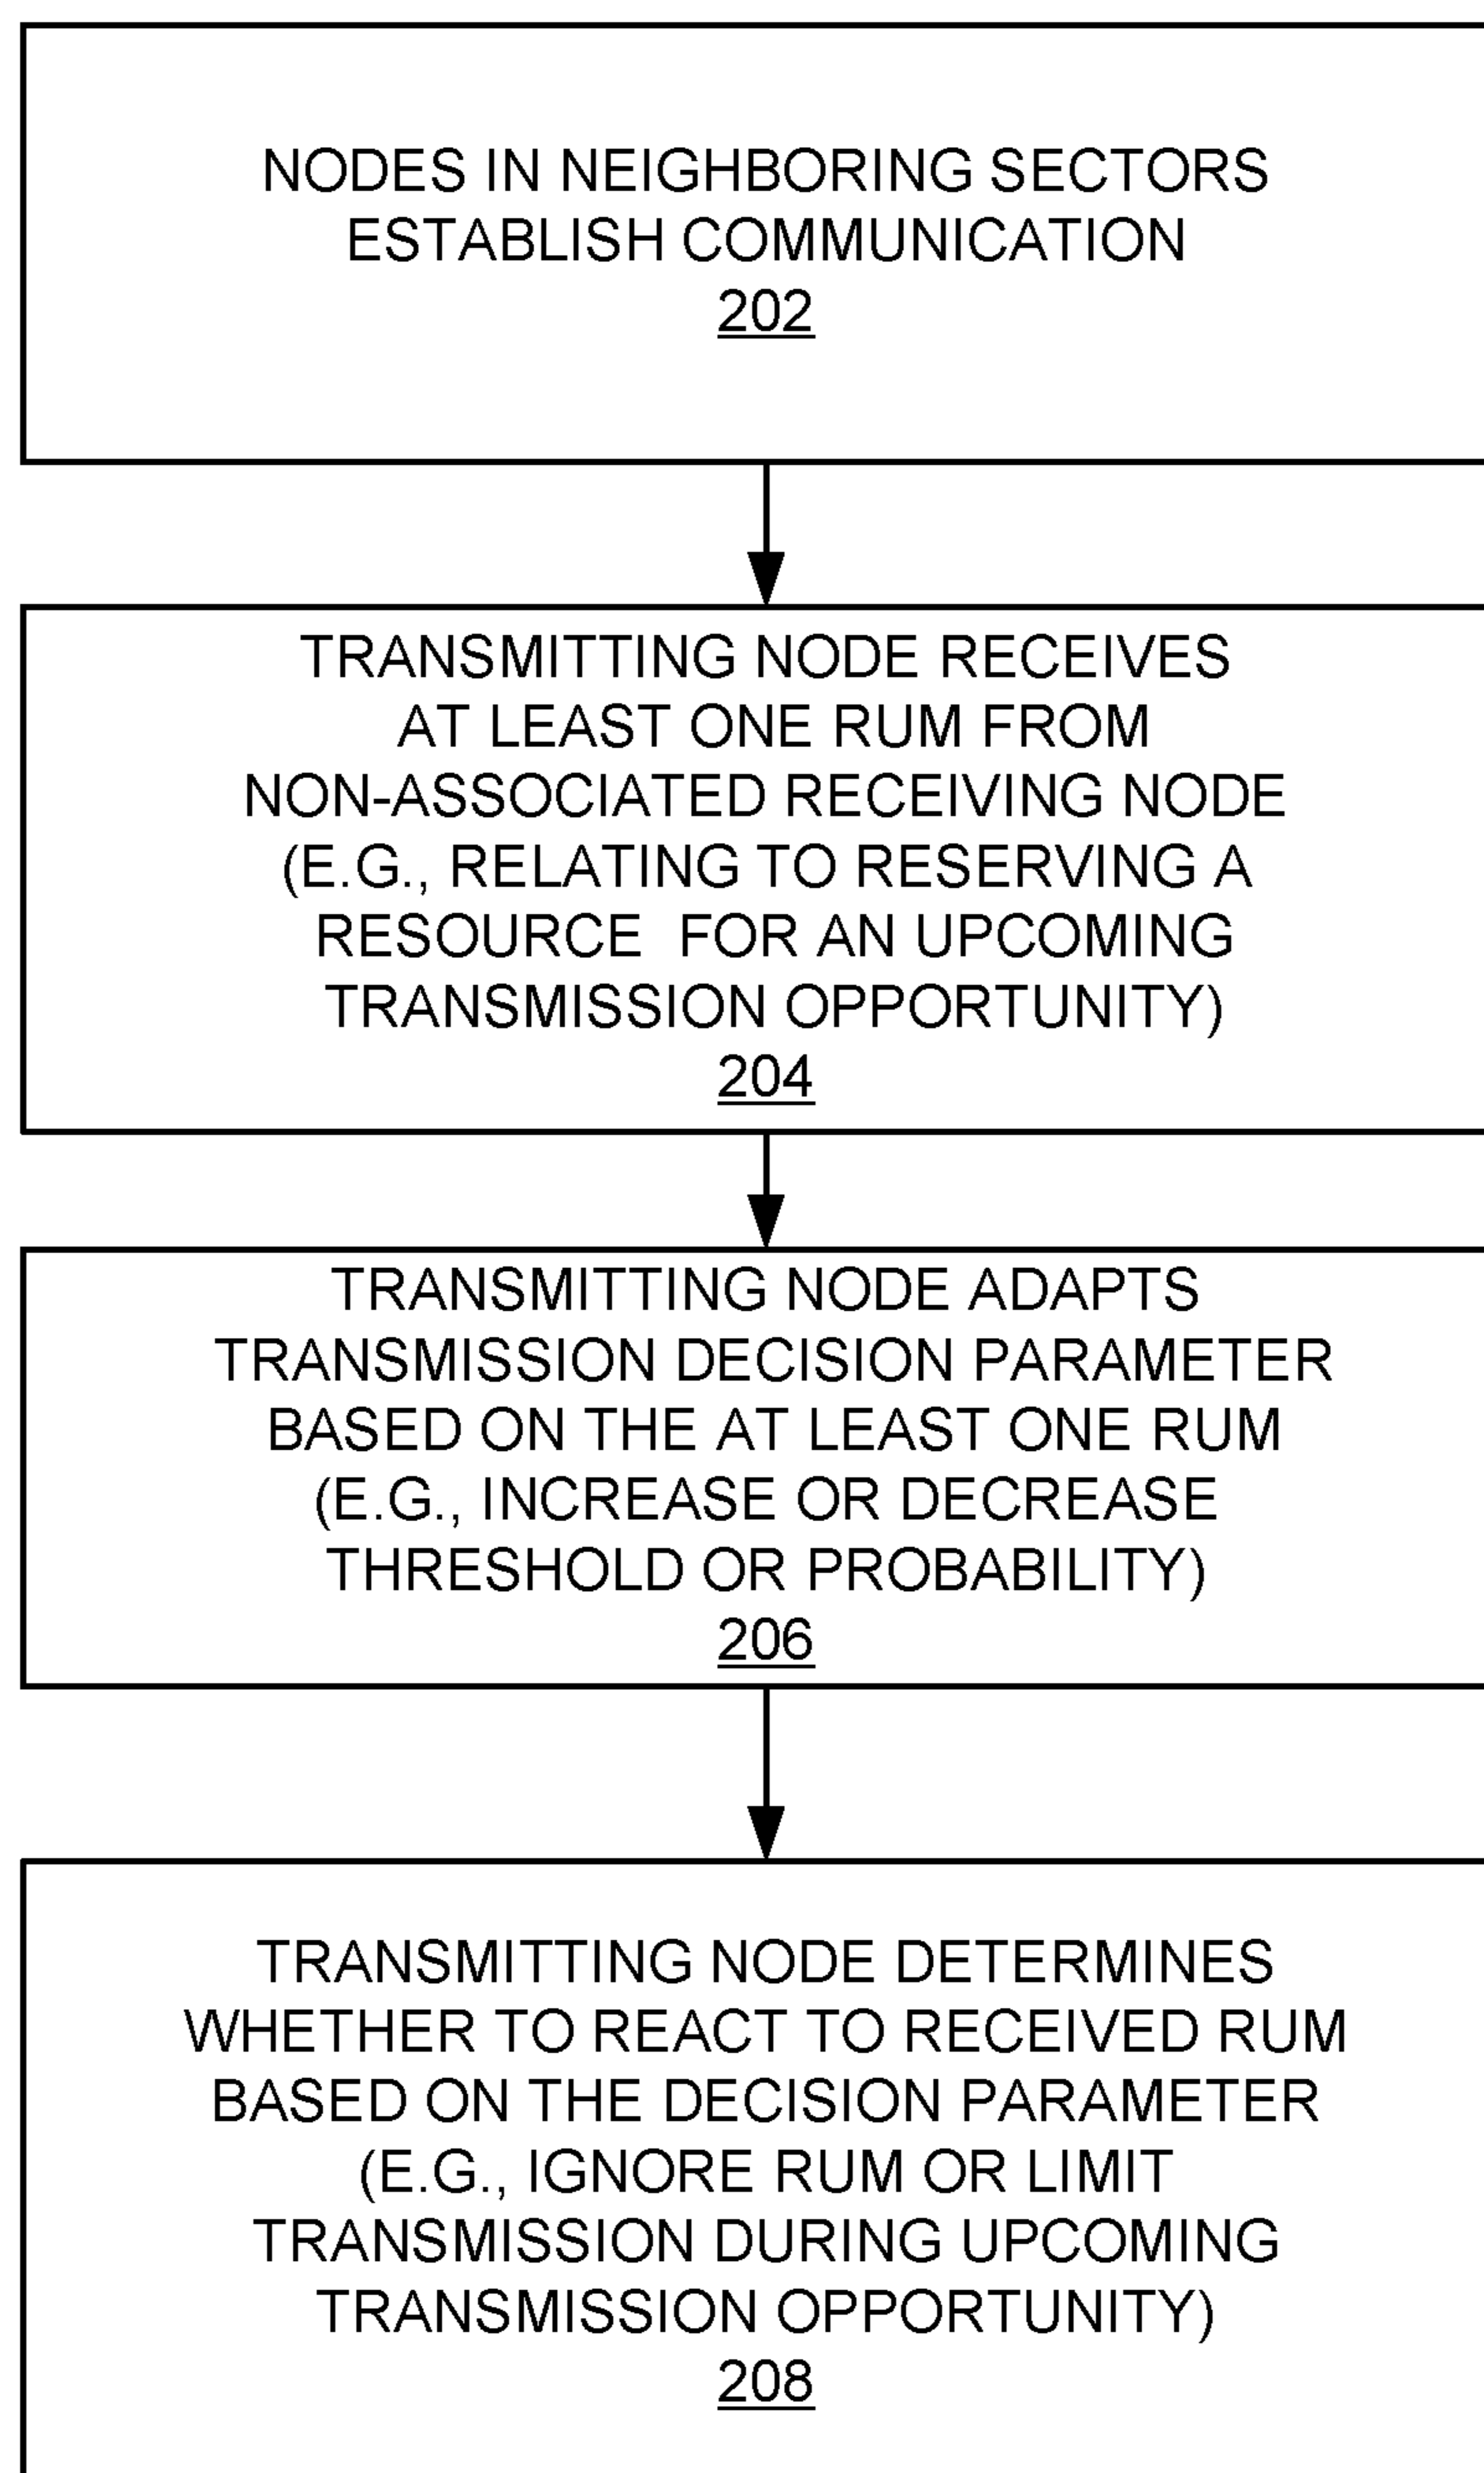 NODES IN NEIGHBORING SECTORS
ESTABLISH COMMUNICATION
202
TRANSMITTING NODE RECEIVES
AT LEAST ONE RUM FROM
NON-ASSOCIATED RECEIVING NODE
(E.G., RELATING TO RESERVING A
RESOURCE FOR AN UPCOMING
TRANSMISSION OPPORTUNITY)
204
TRANSMITTING NODE ADAPTS
TRANSMISSION DECISION PARAMETER
BASED ON THE AT LEAST ONE RUM
(E.G., INCREASE OR DECREASE
THRESHOLD OR PROBABILITY)
206
TRANSMITTING NODE DETERMINES
WHETHER TO REACT TO RECEIVED RUM
BASED ON THE DECISION PARAMETER
(E.G., IGNORE RUM OR LIMIT
TRANSMISSION DURING UPCOMING
TRANSMISSION OPPORTUNITY)
208